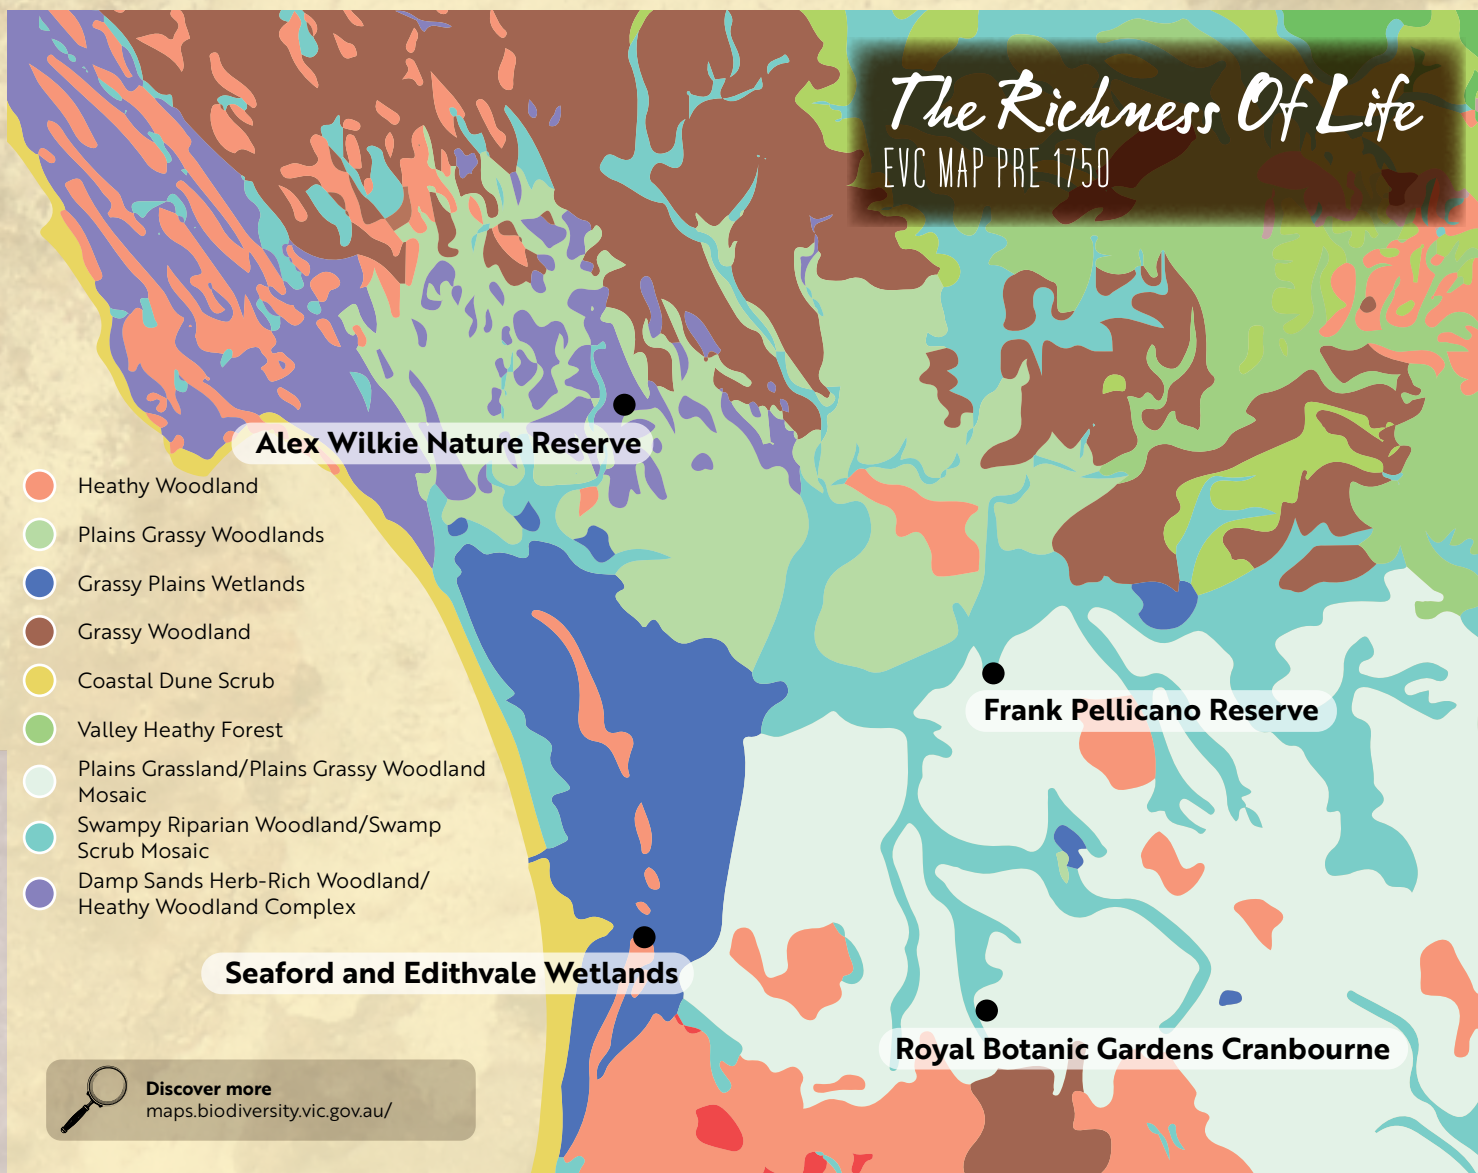 The Richness Of Life
EVC MAP PRE 1750
Alex Wilkie Nature Reserve
Heathy Woodland
Plains Grassy Woodlands
Grassy Plains Wetlands
Grassy Woodland
Coastal Dune Scrub
Valley Heathy Forest
Plains Grassland/Plains Grassy Woodland
Mosaic
Swampy Riparian Woodland/Swamp
Scrub Mosaic
Damp Sands Herb-Rich Woodland/
Heathy Woodland Complex
Frank Pellicano Reserve
Seaford and Edithvale Wetlands
Royal Botanic Gardens Cranbourne
Discover more
maps.biodiversity.vic.gov.au/